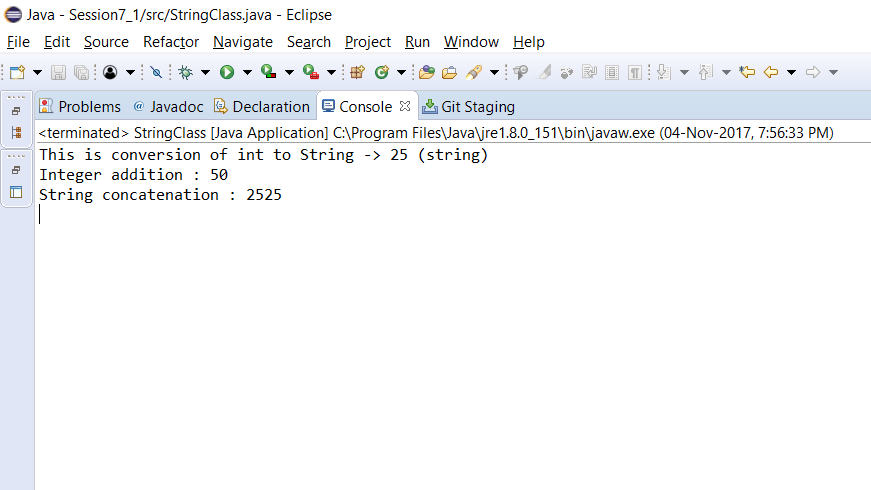 Java - Session7_1/src/StringClass.java - Eclipse
File Edit Source Refactor Navigate Search Project Run Window Help
Problems @ Javadoc Declaration Console Git Staging
<terminated> StringClass [Java Application] C:\Program Files\Java\jre1.8.0_151\bin\javaw.exe (04-Nov-2017, 7:56:33 PM)
This is conversion of int to String -> 25 (string)
Integer addition : 50
String concatenation : 2525